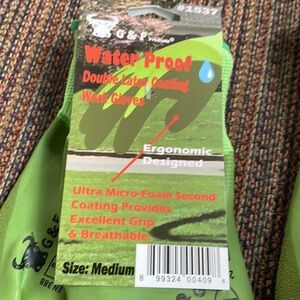 #1537
G & F Products
Water Proof
Double Latex Coating
Work Gloves
Ergonomic
Designed
Ultra Micro-Foam Second
Coating Provides
Excellent Grip
& Breathable.
Size: Medium
8 99324 00409
G & F